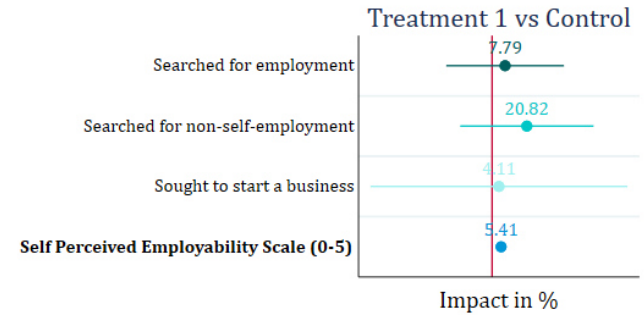 Treatment 1 vs Control
7.79
Searched for employment
20.82
Searched for non-self-employment
4.11
Sought to start a business
5.41
Self Perceived Employability Scale (0-5)
Impact in %